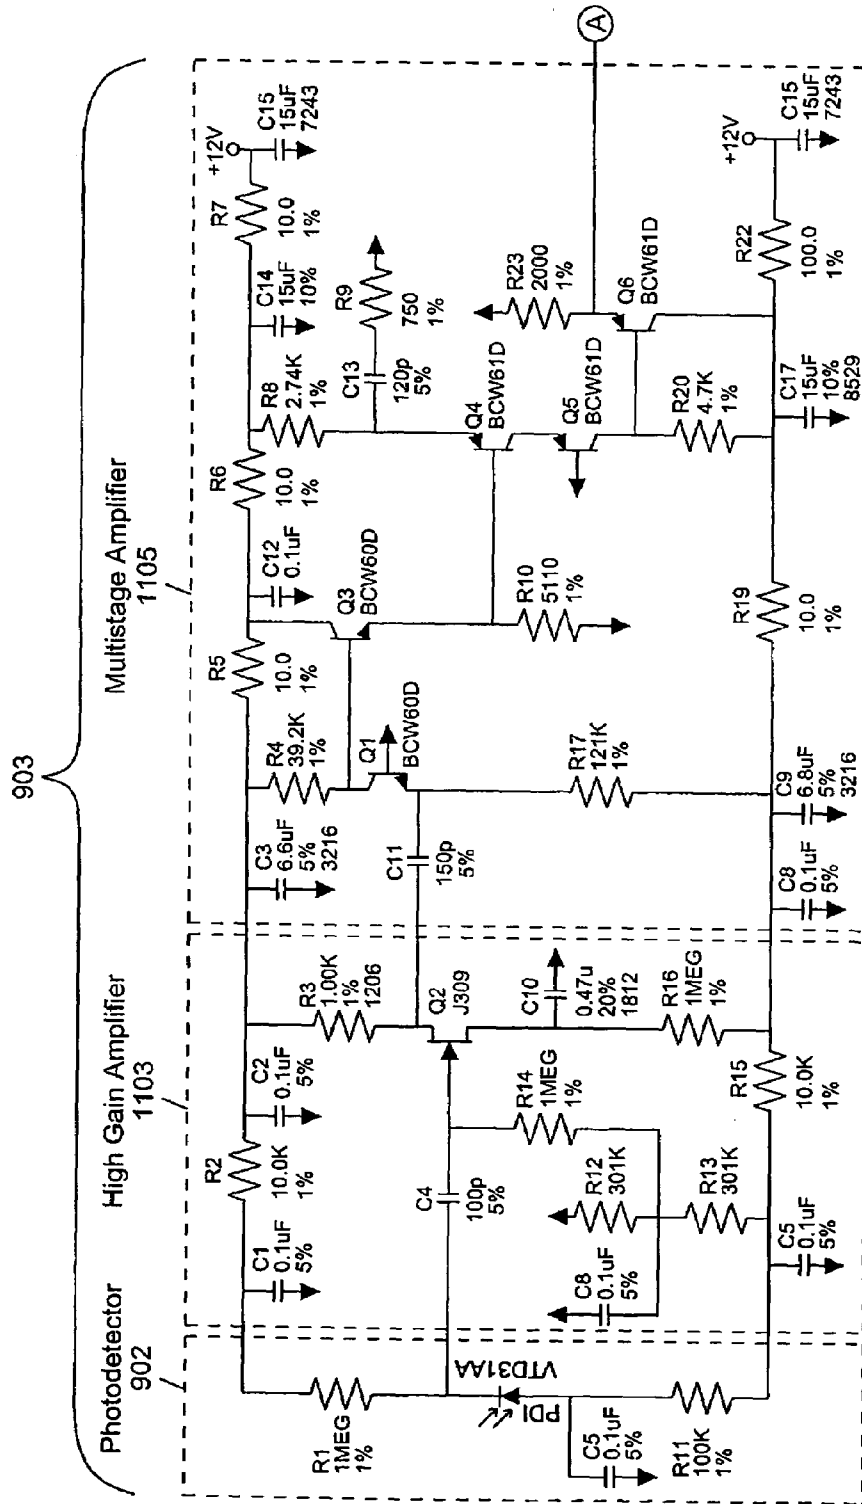 903
Photodetector
902
High Gain Amplifier
1103
Multistage Amplifier
1105
R1
1MEG
1%
PDI
VTD31AA
C5
0.1uF
5%
R11
100K
1%
C1
0.1uF
5%
R2
10.0K
1%
C2
0.1uF
5%
R3
1.00K
1%
1206
C4
100p
5%
Q2
J309
C10
0.47u
20%
1812
R14
1MEG
1%
R12
301K
R13
301K
C8
0.1uF
5%
C5
0.1uF
5%
R15
10.0K
1%
R16
1MEG
1%
C3
6.6uF
5%
3216
R4
39.2K
1%
Q1
BCW60D
C11
150p
5%
R17
121K
1%
C8
0.1uF
5%
C9
6.8uF
5%
3216
R5
10.0
1%
C12
0.1uF
Q3
BCW60D
R10
5110
1%
R19
10.0
1%
R6
10.0
1%
R8
2.74K
1%
C14
15uF
10%
R7
10.0
1%
+12V
C15
15uF
7243
C13
120p
5%
R9
750
1%
Q4
BCW61D
Q5
BCW61D
R20
4.7K
1%
R23
2000
1%
Q6
BCW61D
C17
15uF
10%
8529
R22
100.0
1%
+12V
C15
15uF
7243
A